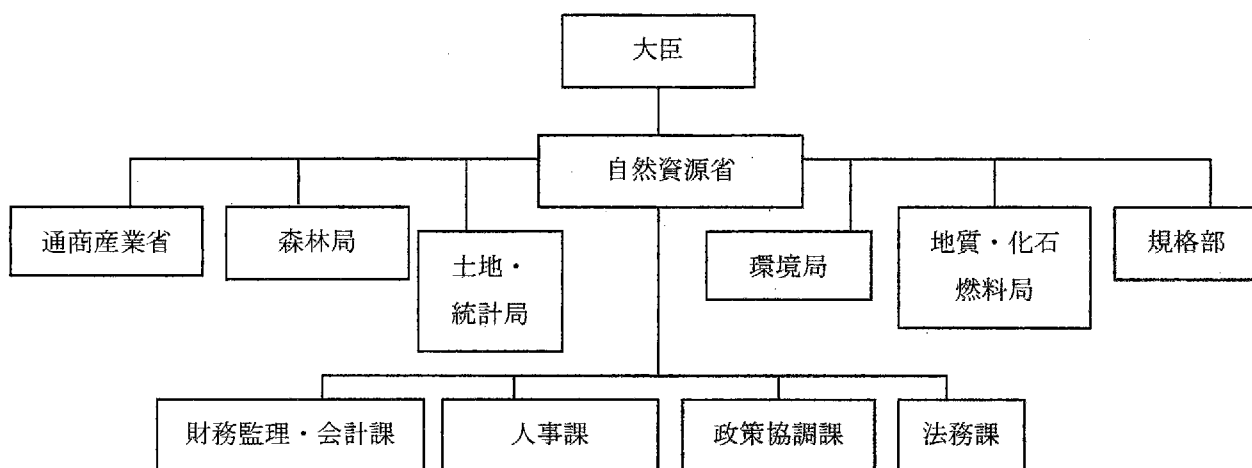 大臣
自然資源省
通商産業省
森林局
土地・
統計局
環境局
地質・化石
燃料局
規格部
財務監理・会計課
人事課
政策協調課
法務課